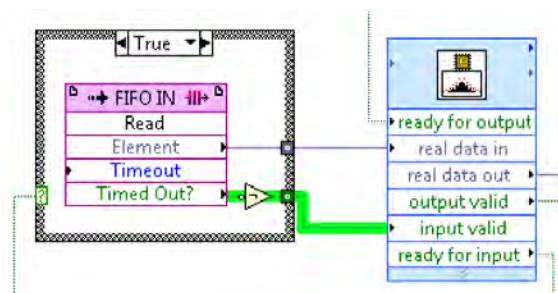 True
FIFO IN
Read
Element
Timeout
Timed Out?
?
ready for output
real data in
real data out
output valid
input valid
ready for input